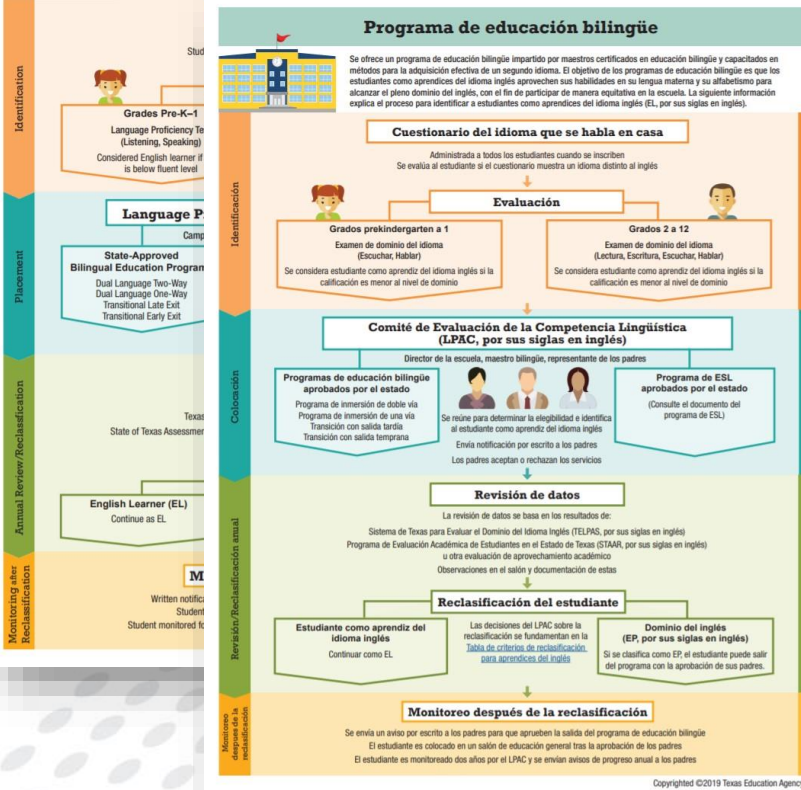 Identification
Stud
Grades Pre-K–1
Language Proficiency Te
(Listening, Speaking)
Considered English learner if
is below fluent level
Placement
Language P
Camp
State-Approved
Bilingual Education Program
Dual Language Two-Way
Dual Language One-Way
Transitional Late Exit
Transitional Early Exit
Annual Review/Reclassification
Texas
State of Texas Assessmen
English Learner (EL)
Continue as EL
Monitoring after
Reclassification
M
Written notifica
Student
Student monitored fo
Programa de educación bilingüe
Se ofrece un programa de educación bilingüe impartido por maestros certificados en educación bilingüe y capacitados en
métodos para la adquisición efectiva de un segundo idioma. El objetivo de los programas de educación bilingüe es que los
estudiantes como aprendices del idioma inglés aprovechen sus habilidades en su lengua materna y su alfabetismo para
alcanzar el pleno dominio del inglés, con el fin de participar de manera equitativa en la escuela. La siguiente información
explica el proceso para identificar a estudiantes como aprendices del idioma inglés (EL, por sus siglas en inglés).
Identificación
Cuestionario del idioma que se habla en casa
Administrada a todos los estudiantes cuando se inscriben
Se evalúa al estudiante si el cuestionario muestra un idioma distinto al inglés
Evaluación
Grados prekindergarten a 1
Examen de dominio del idioma
(Escuchar, Hablar)
Se considera estudiante como aprendiz del idioma inglés si la
calificación es menor al nivel de dominio
Grados 2 a 12
Examen de dominio del idioma
(Lectura, Escritura, Escuchar, Hablar)
Se considera estudiante como aprendiz del idioma inglés si la
calificación es menor al nivel de dominio
Colocación
Comité de Evaluación de la Competencia Lingüística
(LPAC, por sus siglas en inglés)
Director de la escuela, maestro bilingüe, representante de los padres
Programas de educación bilingüe
aprobados por el estado
Programa de inmersión de doble vía
Programa de inmersión de una vía
Transición con salida tardía
Transición con salida temprana
Se reúne para determinar la elegibilidad e identifica
al estudiante como aprendiz del idioma inglés
Envia notificación por escrito a los padres
Los padres aceptan o rechazan los servicios
Programa de ESL
aprobados por el estado
(Consulte el documento del
programa de ESL)
Revisión/Reclasificación anual
Revisión de datos
La revisión de datos se basa en los resultados de:
Sistema de Texas para Evaluar el Dominio del Idioma Inglés (TELPAS, por sus siglas en inglés)
Programa de Evaluación Académica de Estudiantes en el Estado de Texas (STAAR, por sus siglas en inglés)
u otra evaluación de aprovechamiento académico
Observaciones en el salón y documentación de estas
Reclasificación del estudiante
Estudiante como aprendiz del
idioma inglés
Continuar como EL
Las decisiones del LPAC sobre la
reclasificación se fundamentan en la
Tabla de criterios de reclasificación
para aprendices del inglés
Dominio del inglés
(EP, por sus siglas en inglés)
Si se clasifica como EP, el estudiante puede salir
del programa con la aprobación de sus padres.
Monitoreo
despues de la
reclasificación
Monitoreo después de la reclasificación
Se envía un aviso por escrito a los padres para que aprueben la salida del programa de educación bilingüe
El estudiante es colocado en un salón de educación general tras la aprobación de los padres
El estudiante es monitoreado dos años por el LPAC y se envían avisos de progreso anual a los padres
Copyrighted ©2019 Texas Education Agency